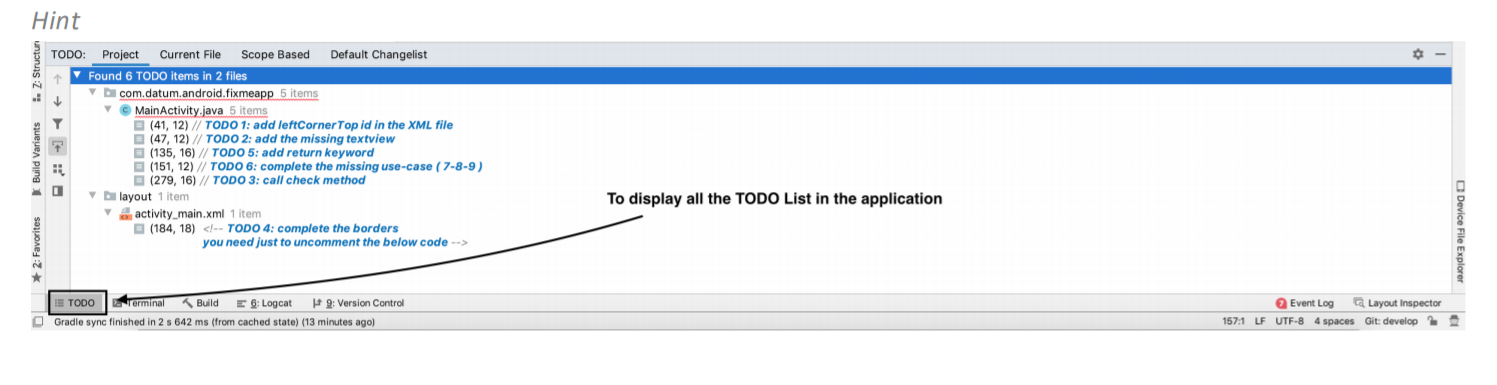 Hint
TODO: Project Current File Scope Based Default Changelist
Found 6 TODO items in 2 files
com.datum.android.fixmeapp 5 items
MainActivity.java 5 items
(41, 12) // TODO 1: add leftCornerTop id in the XML file
(47, 12) // TODO 2: add the missing textview
(135, 16) // TODO 5: add return keyword
(151, 12) // TODO 6: complete the missing use-case ( 7-8-9 )
(279, 16) // TODO 3: call check method
layout 1 item
activity_main.xml 1 item
(184, 18) <!-- TODO 4: complete the borders
you need just to uncomment the below code -->
To display all the TODO List in the application
Z: Structur
Build Variants
2: Favorites
Device File Explorer
TODO Terminal Build 6: Logcat 9: Version Control
7 Event Log Layout Inspector
Gradle sync finished in 2 s 642 ms (from cached state) (13 minutes ago)
157:1 LF UTF-8 4 spaces Git: develop